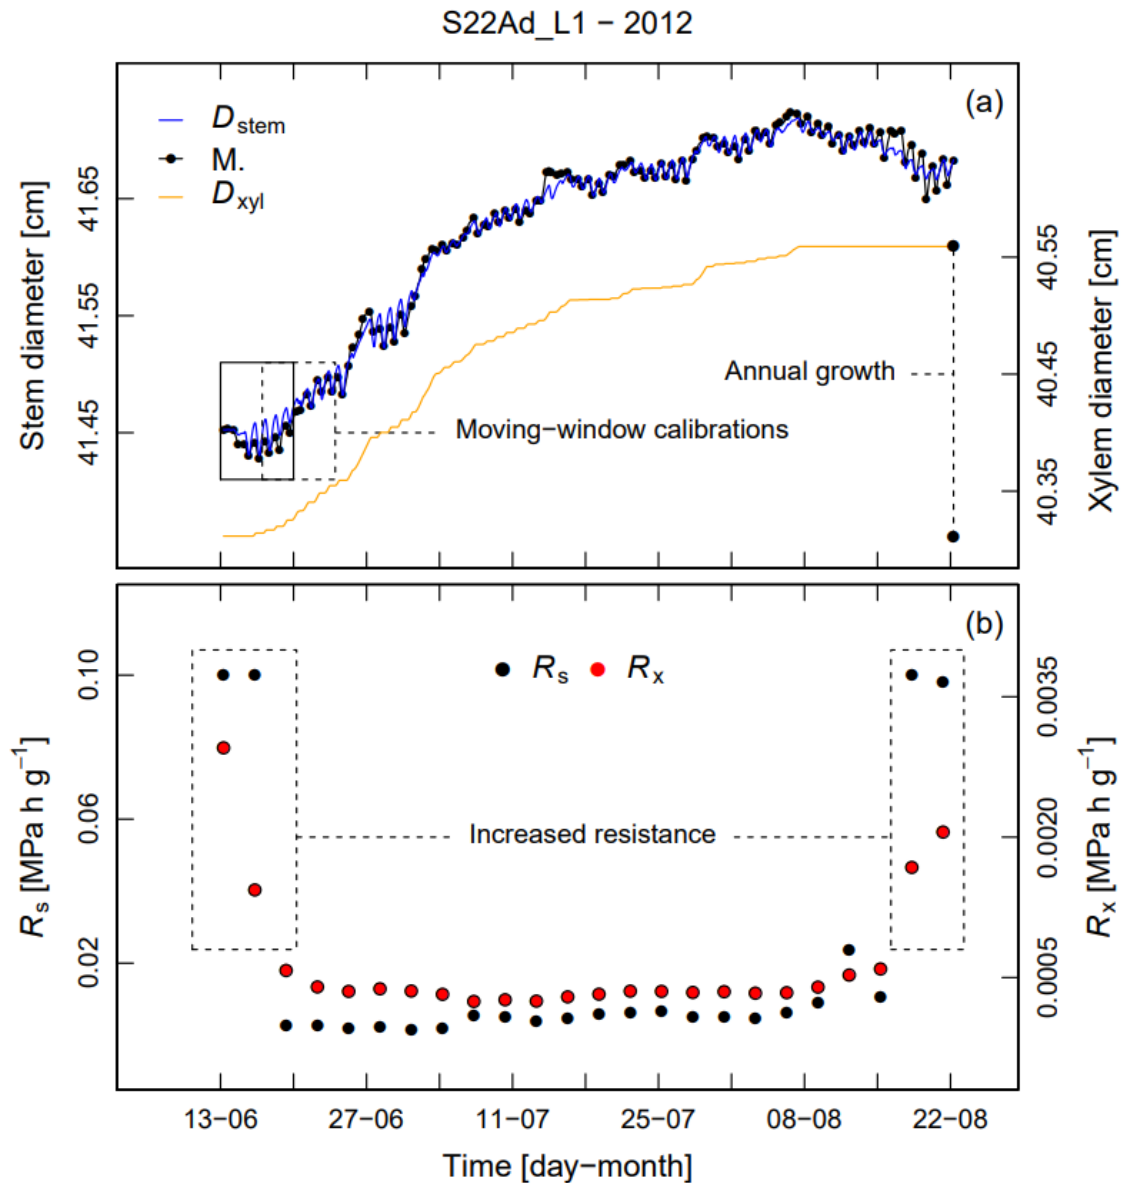 S22Ad_L1 − 2012
(a)
Dstem
M.
Dxyl
Stem diameter [cm]
41.65
41.55
41.45
Xylem diameter [cm]
40.55
40.45
40.35
Annual growth
Moving−window calibrations
(b)
Rs
Rx
Rs [MPa h g−1]
0.10
0.06
0.02
Rx [MPa h g−1]
0.0035
0.0020
0.0005
Increased resistance
13−06 27−06 11−07 25−07 08−08 22−08
Time [day−month]